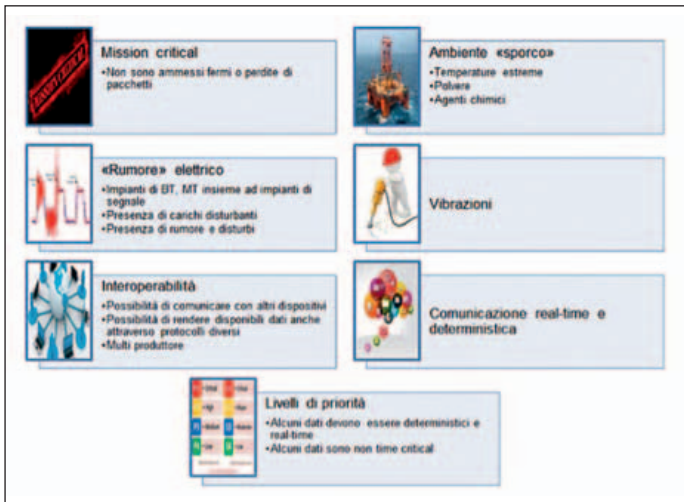 Mission critical
•Non sono ammessi fermi o perdite di
pacchetti
Ambiente «sporco»
•Temperature estreme
•Polvere
•Agenti chimici
«Rumore» elettrico
•Impianti di BT, MT insieme ad impianti di
segnale
•Presenza di carichi disturbanti
•Presenza di rumore e disturbi
Vibrazioni
Interoperabilità
•Possibilità di comunicare con altri dispositivi
•Possibilità di rendere disponibili dati anche
attraverso protocolli diversi
•Multi produttore
Comunicazione real-time e
deterministica
Livelli di priorità
•Alcuni dati devono essere deterministici e
real-time
•Alcuni dati sono non time critical